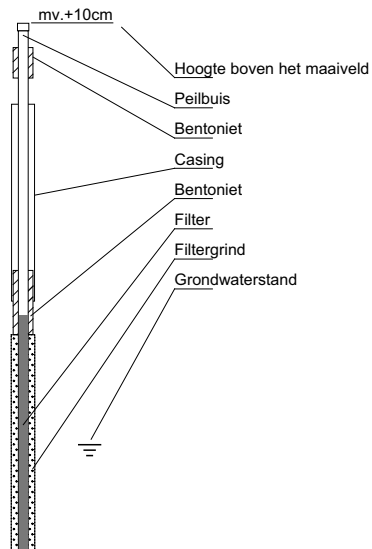 mv.+10cm
Hoogte boven het maaiveld
Peilbuis
Bentoniet
Casing
Bentoniet
Filter
Filtergrind
Grondwaterstand